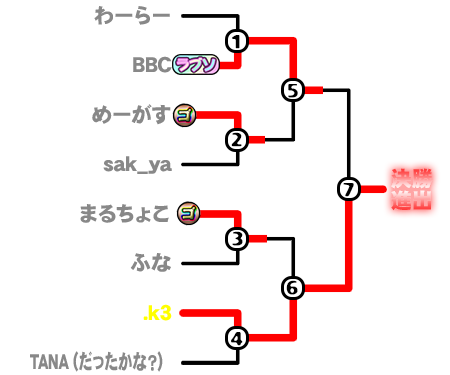 わーらー
①
BBC ラブソ
⑤
めーがす ゴ
②
sak_ya
⑦ 決勝進出
まるちょこ ゴ
③
ふな
⑥
.k3
④
TANA（だったかな?）